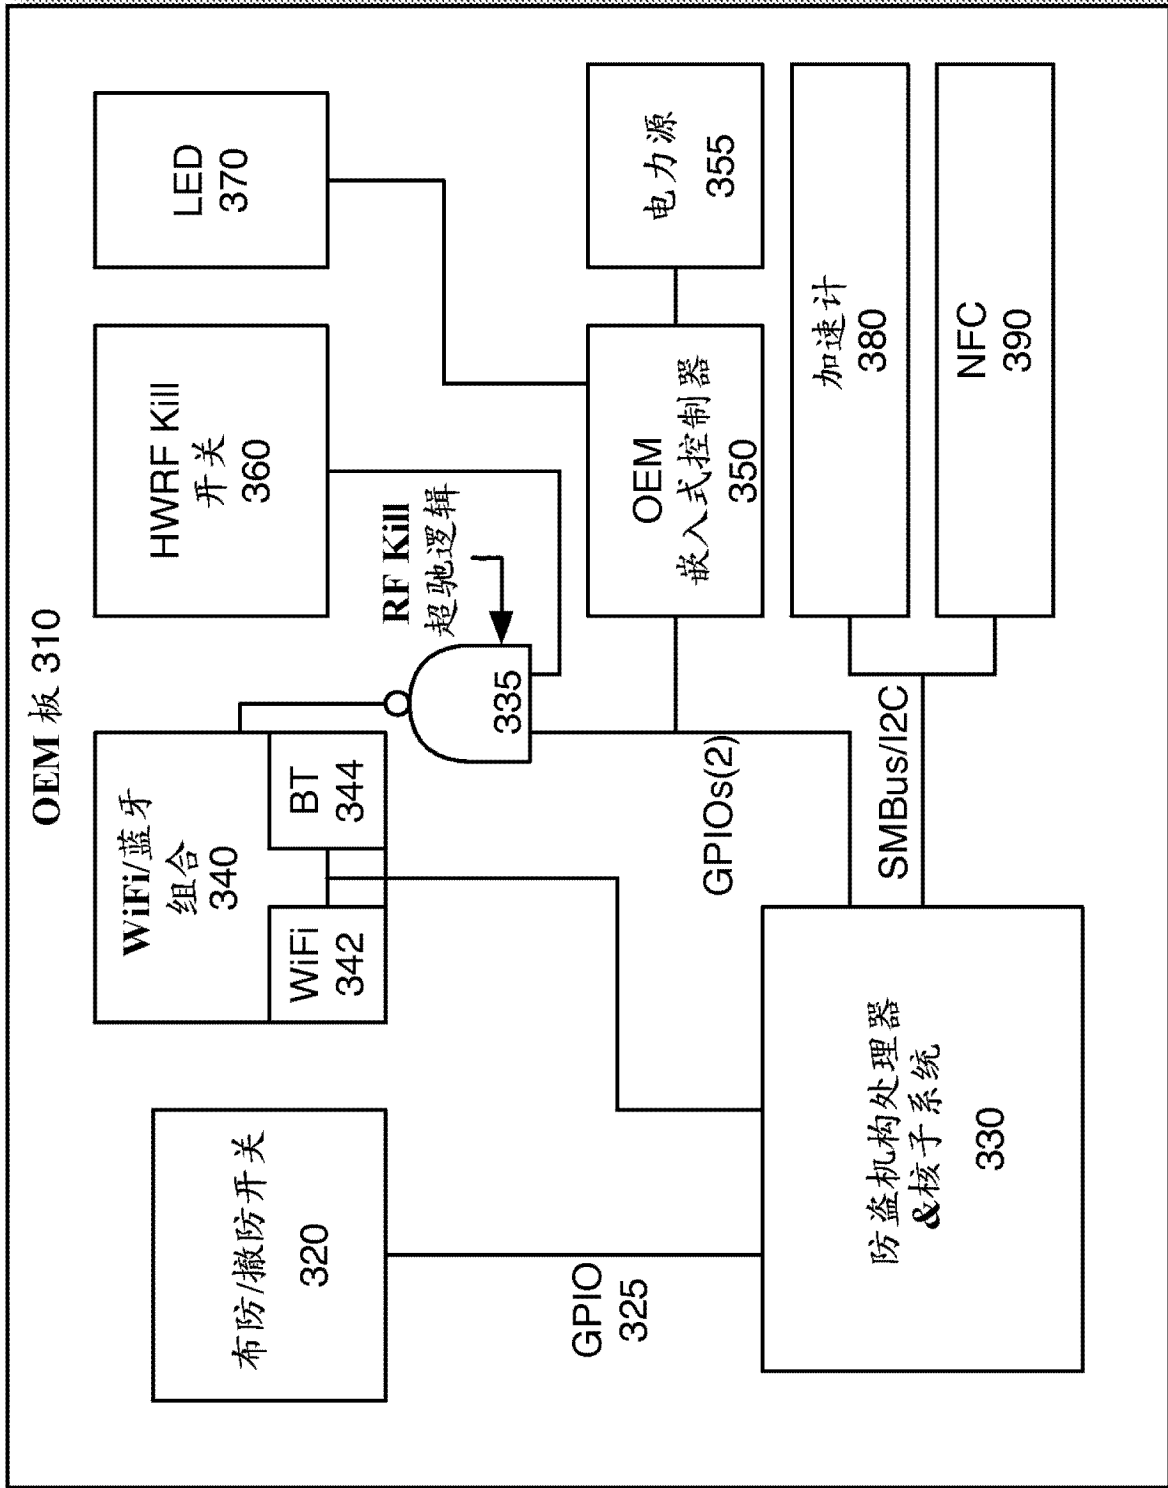 OEM 板 310
布防/撤防开关
320
WiFi/蓝牙
组合
340
WiFi
342
BT
344
HWRF Kill
开关
360
LED
370
RF Kill
超驰逻辑
335
GPIO
325
GPIOs(2)
OEM
嵌入式控制器
350
电力源
355
防盗机构处理器
&核子系统
330
SMBus/I2C
加速计
380
NFC
390